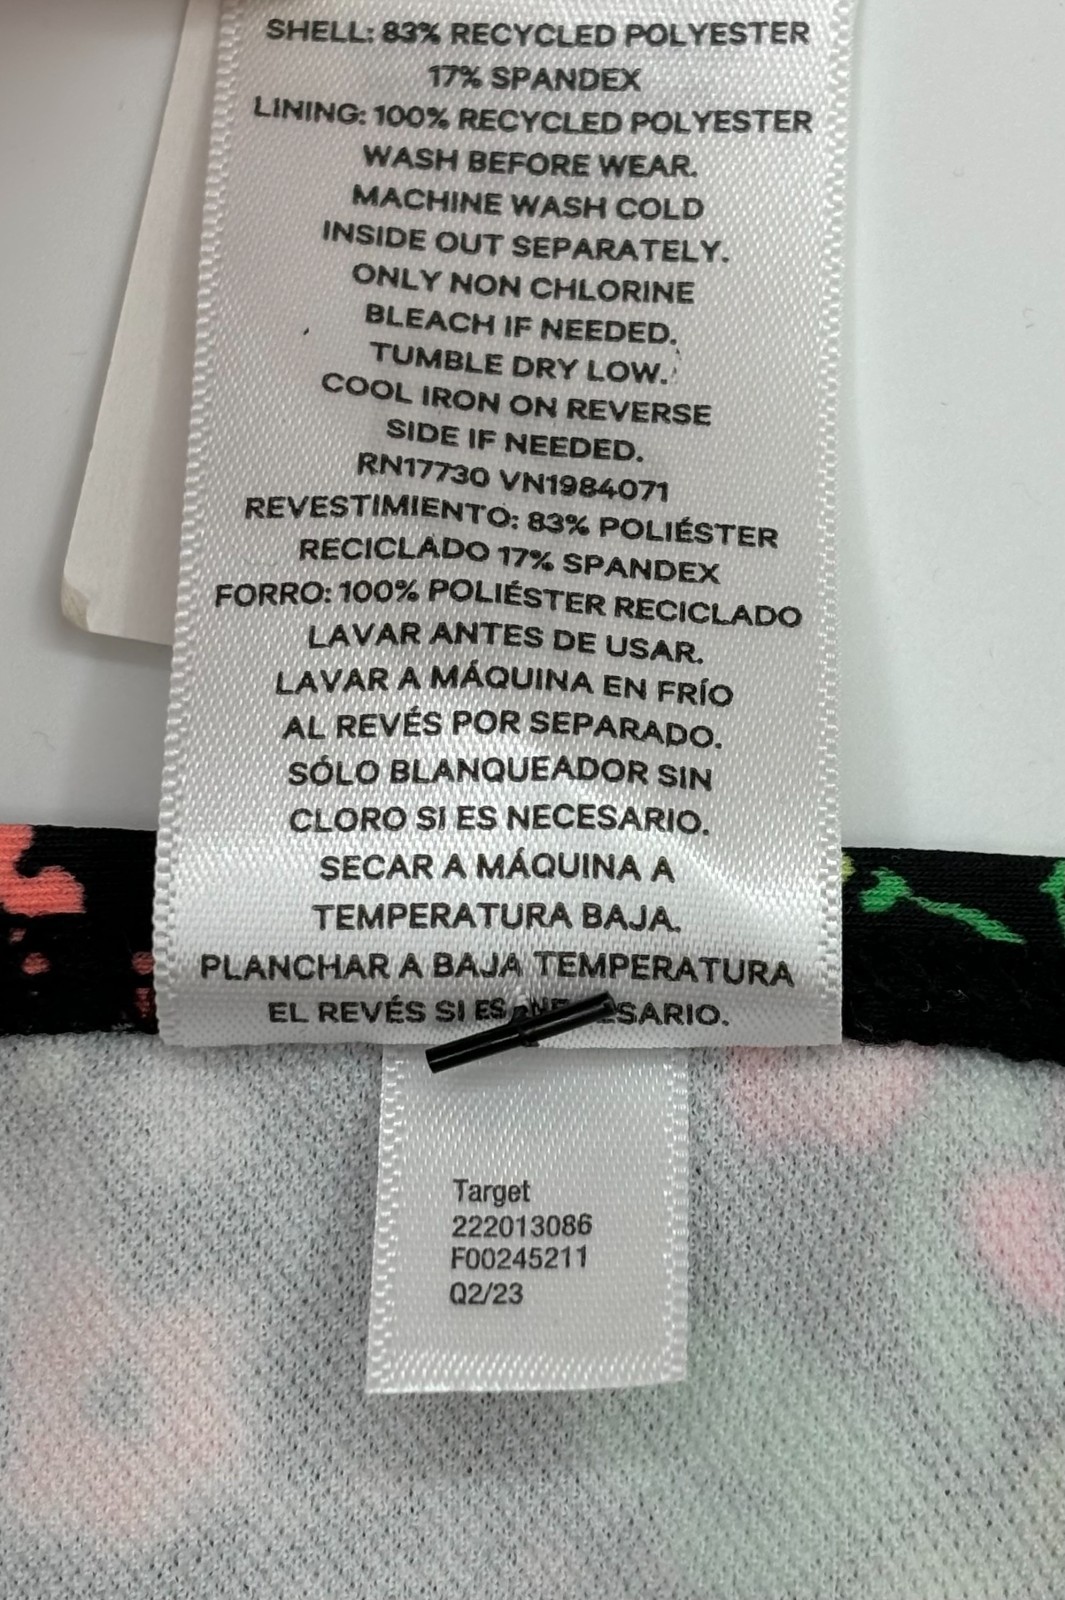 SHELL: 83% RECYCLED POLYESTER
17% SPANDEX
LINING: 100% RECYCLED POLYESTER
WASH BEFORE WEAR.
MACHINE WASH COLD
INSIDE OUT SEPARATELY.
ONLY NON CHLORINE
BLEACH IF NEEDED.
TUMBLE DRY LOW.
COOL IRON ON REVERSE
SIDE IF NEEDED.
RN17730 VN1984071
REVESTIMIENTO: 83% POLIÉSTER
RECICLADO 17% SPANDEX
FORRO: 100% POLIÉSTER RECICLADO
LAVAR ANTES DE USAR.
LAVAR A MÁQUINA EN FRÍO
AL REVÉS POR SEPARADO.
SÓLO BLANQUEADOR SIN
CLORO SI ES NECESARIO.
SECAR A MÁQUINA A
TEMPERATURA BAJA.
PLANCHAR A BAJA TEMPERATURA
EL REVÉS SI ES
Target
222013086
F00245211
Q2/23